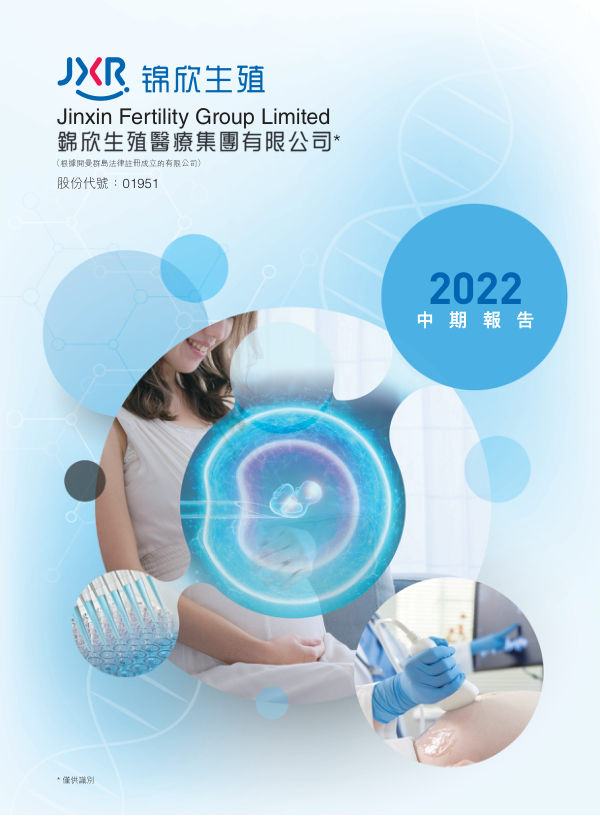 JXR 锦欣生殖
Jinxin Fertility Group Limited
錦欣生殖醫療集團有限公司*
（根據開曼群島法律註冊成立的有限公司）
股份代號：01951
2022
中期報告
* 僅供識別